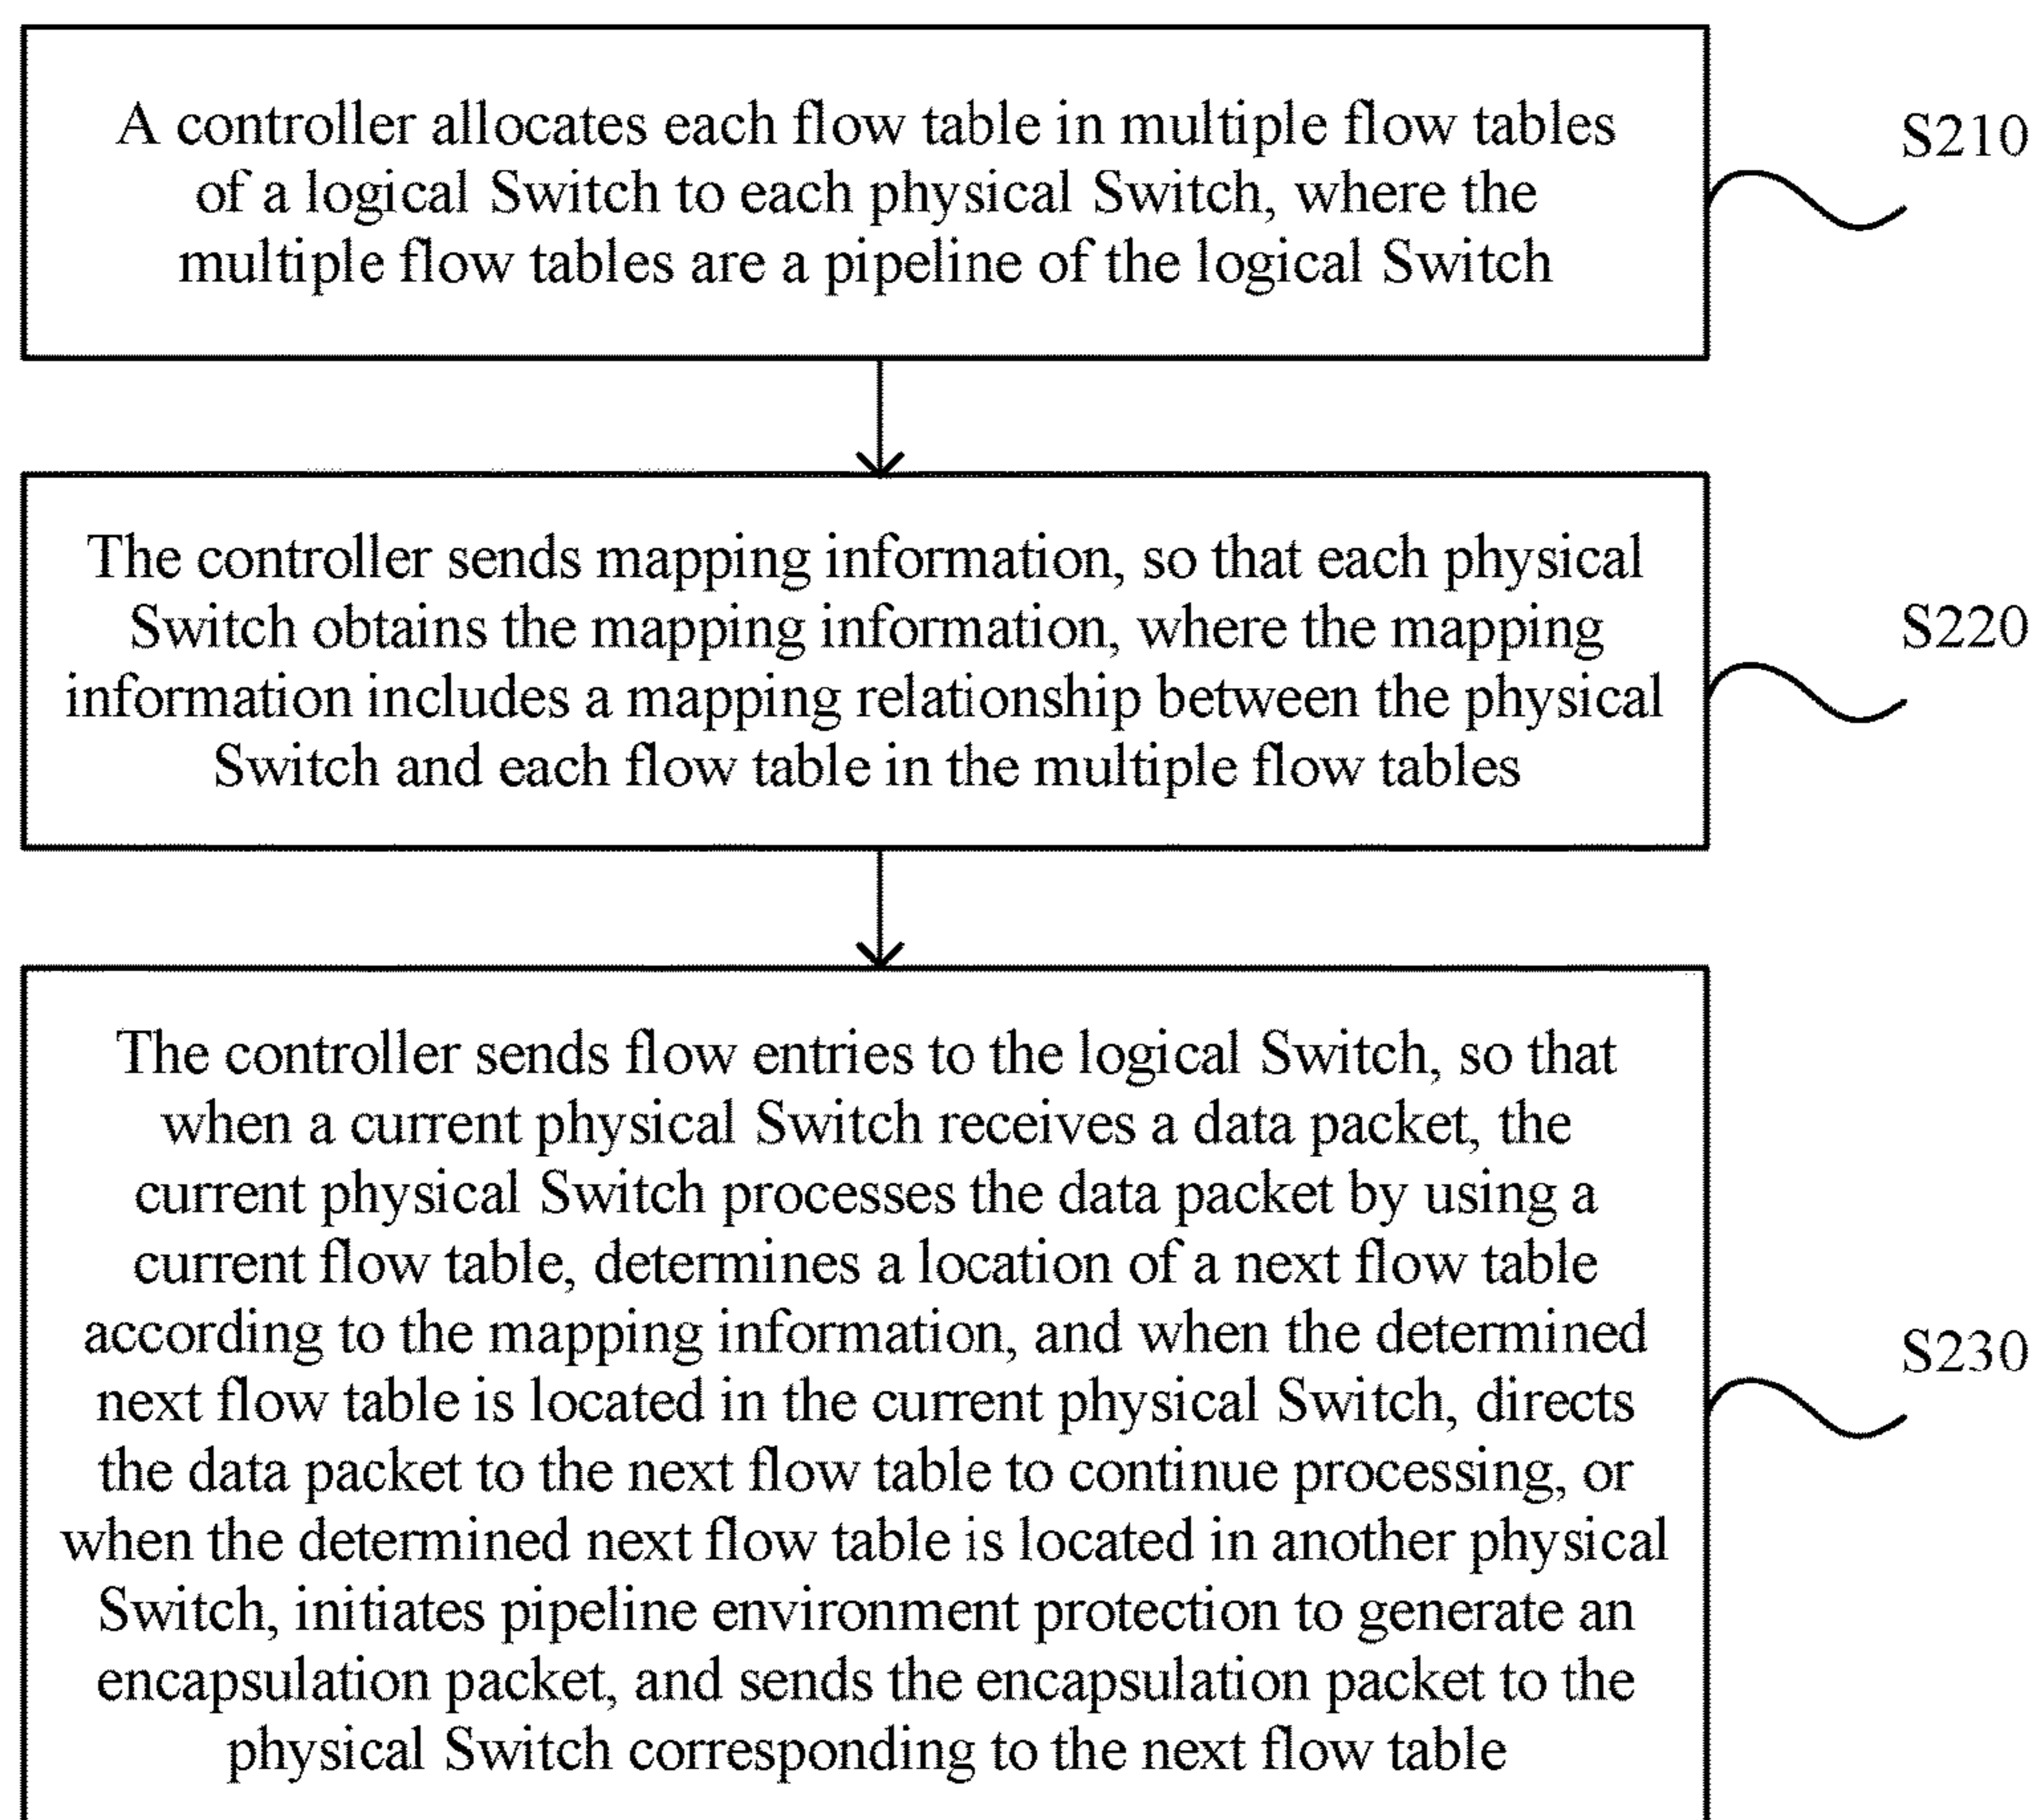 A controller allocates each flow table in multiple flow tables
of a logical Switch to each physical Switch, where the
multiple flow tables are a pipeline of the logical Switch
S210
The controller sends mapping information, so that each physical
Switch obtains the mapping information, where the mapping
information includes a mapping relationship between the physical
Switch and each flow table in the multiple flow tables
S220
The controller sends flow entries to the logical Switch, so that
when a current physical Switch receives a data packet, the
current physical Switch processes the data packet by using a
current flow table, determines a location of a next flow table
according to the mapping information, and when the determined
next flow table is located in the current physical Switch, directs
the data packet to the next flow table to continue processing, or
when the determined next flow table is located in another physical
Switch, initiates pipeline environment protection to generate an
encapsulation packet, and sends the encapsulation packet to the
physical Switch corresponding to the next flow table
S230